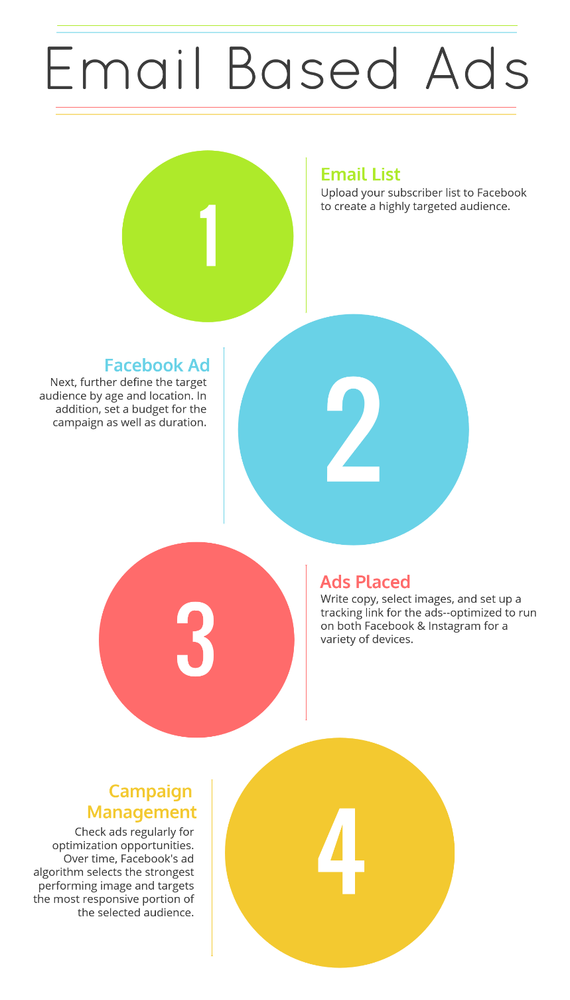 Email Based Ads
1
Email List
Upload your subscriber list to Facebook
to create a highly targeted audience.
2
Facebook Ad
Next, further define the target
audience by age and location. In
addition, set a budget for the
campaign as well as duration.
3
Ads Placed
Write copy, select images, and set up a
tracking link for the ads--optimized to run
on both Facebook & Instagram for a
variety of devices.
4
Campaign
Management
Check ads regularly for
optimization opportunities.
Over time, Facebook's ad
algorithm selects the strongest
performing image and targets
the most responsive portion of
the selected audience.